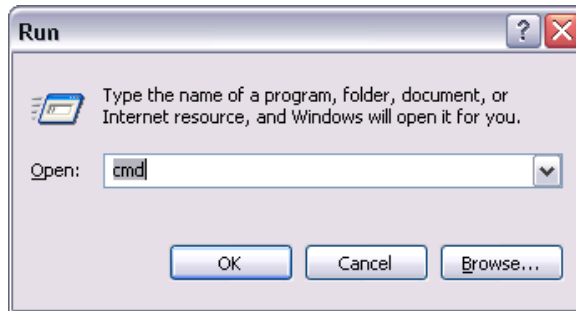 Run
Type the name of a program, folder, document, or
Internet resource, and Windows will open it for you.
Open: cmd
OK Cancel Browse...